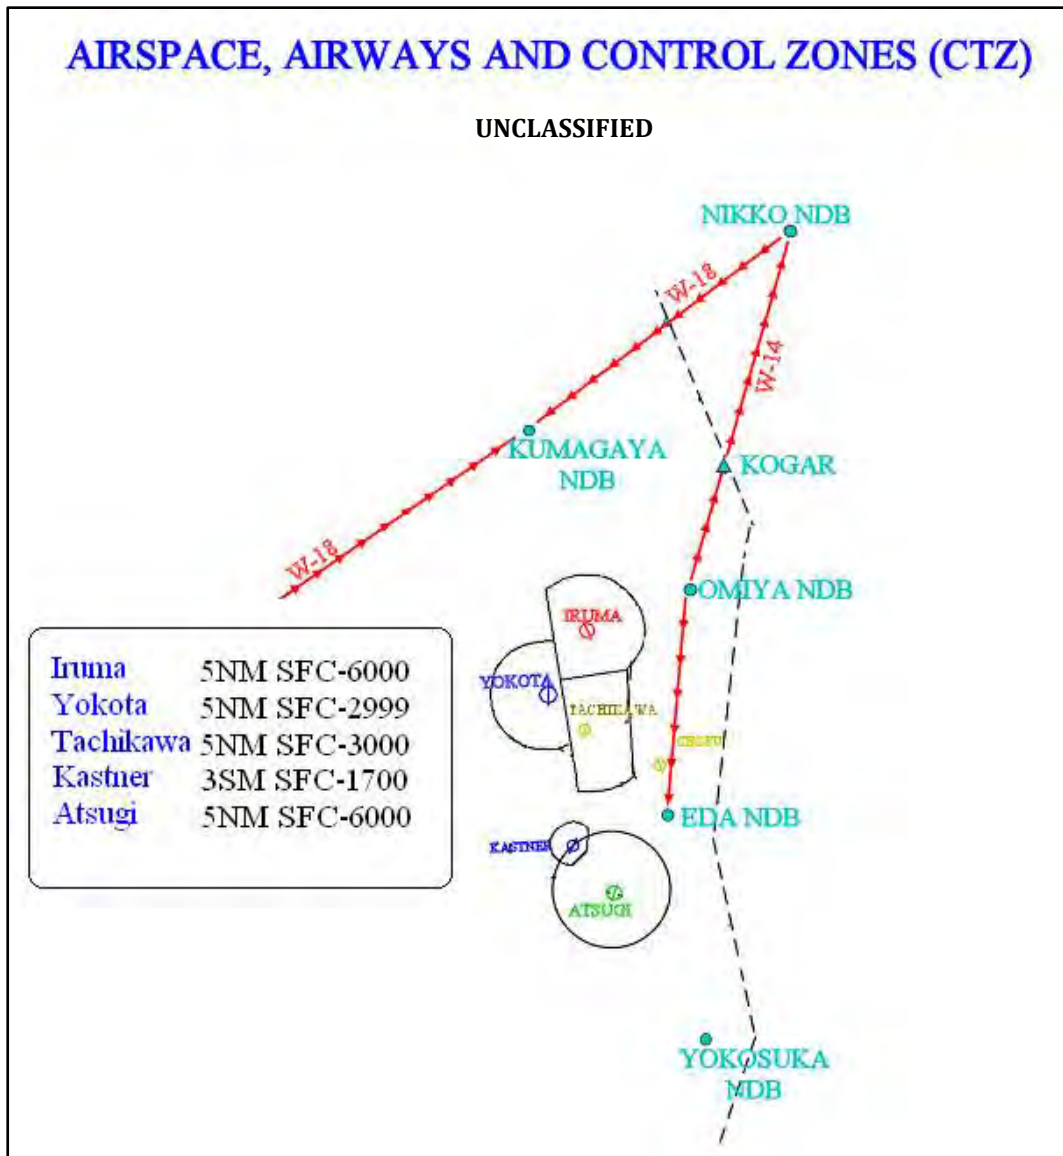 AIRSPACE, AIRWAYS AND CONTROL ZONES (CTZ)
UNCLASSIFIED
NIKKO NDB
W-18
W-14
KUMAGAYA
NDB
KOGAR
W-18
OMIYA NDB
IRUMA
YOKOTA
TACHIKAWA
CHOFU
EDA NDB
KASTNER
ATSUGI
YOKOSUKA
NDB
Iruma 5NM SFC-6000
Yokota 5NM SFC-2999
Tachikawa 5NM SFC-3000
Kastner 3SM SFC-1700
Atsugi 5NM SFC-6000